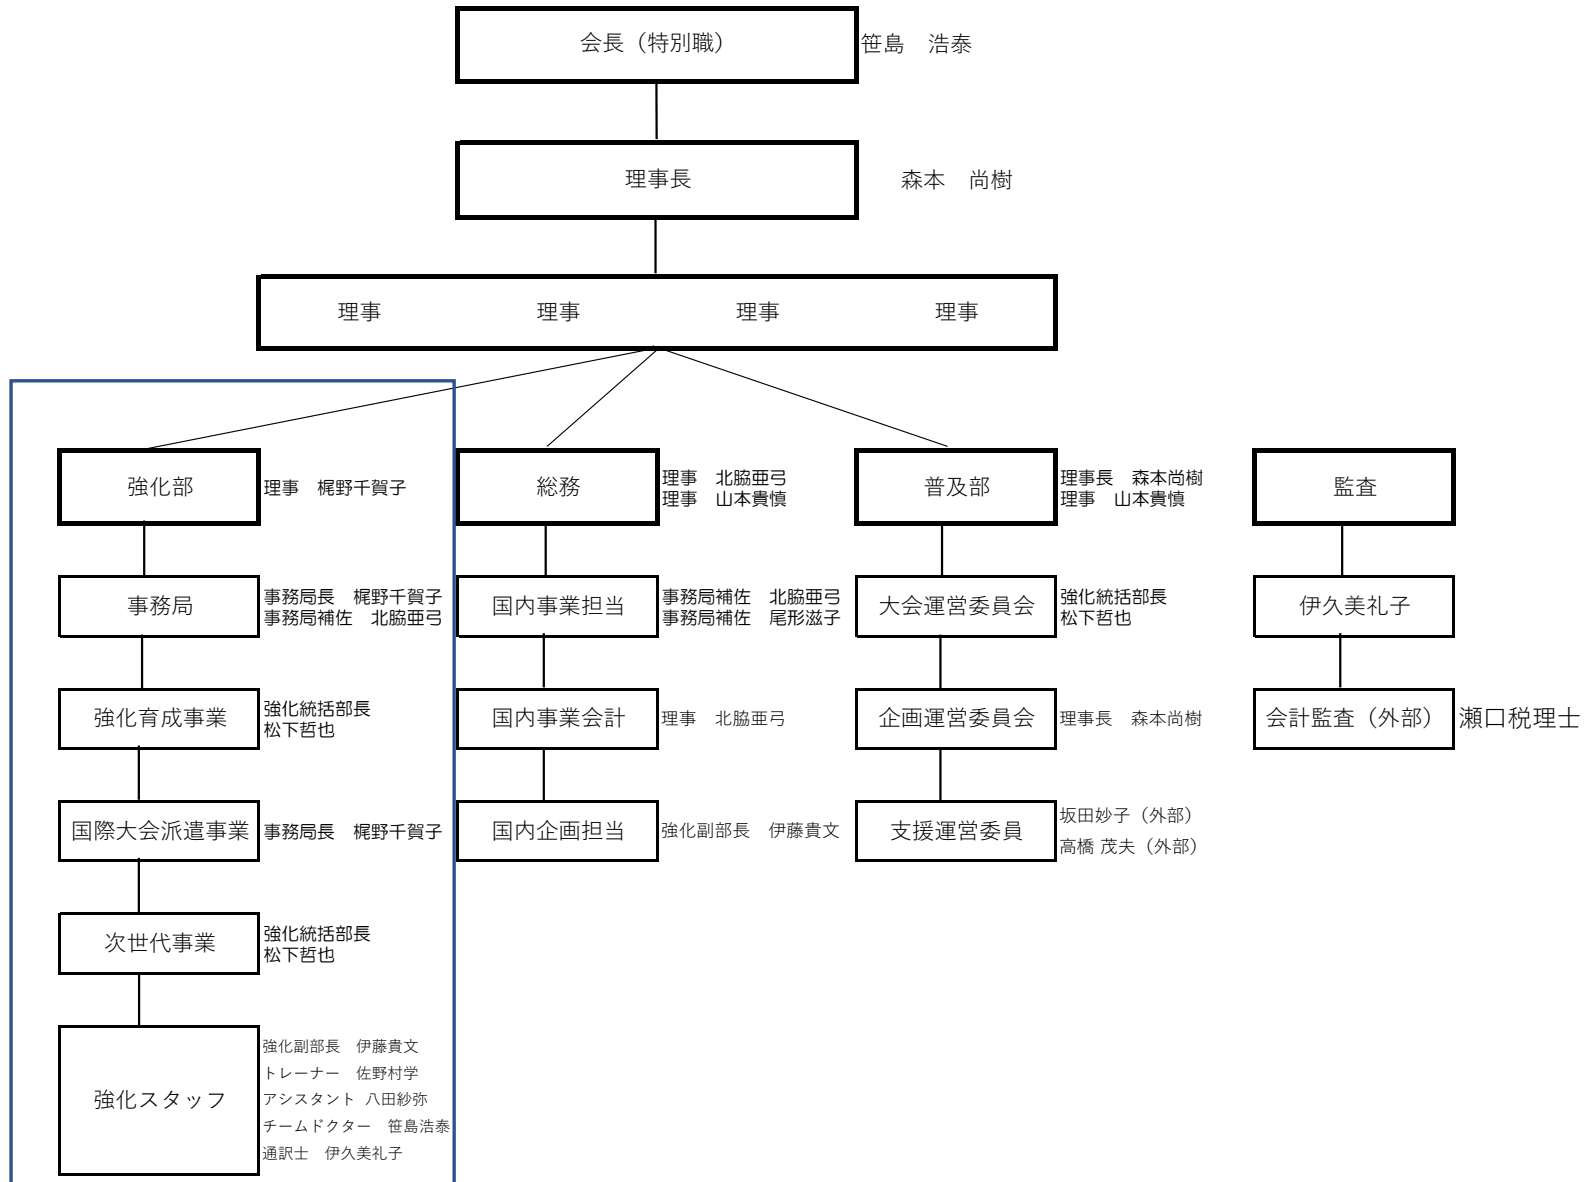 会長（特別職）
笹島　浩泰
理事長
森本　尚樹
理事　理事　理事　理事
強化部
理事　梶野千賀子
総務
理事　北脇亜弓
理事　山本貴慎
普及部
理事長　森本尚樹
理事　山本貴慎
監査
事務局
事務局長　梶野千賀子
事務局補佐　北脇亜弓
国内事業担当
事務局補佐　北脇亜弓
事務局補佐　尾形滋子
大会運営委員会
強化統括部長
松下哲也
伊久美礼子
強化育成事業
強化統括部長
松下哲也
国内事業会計
理事　北脇亜弓
企画運営委員会
理事長　森本尚樹
会計監査（外部）
瀬口税理士
国際大会派遣事業
事務局長　梶野千賀子
国内企画担当
強化副部長　伊藤貴文
支援運営委員
坂田妙子（外部）
高橋 茂夫（外部）
次世代事業
強化統括部長
松下哲也
強化スタッフ
強化副部長　伊藤貴文
トレーナー　佐野村学
アシスタント 八田紗弥
チームドクター　笹島浩泰
通訳士　伊久美礼子